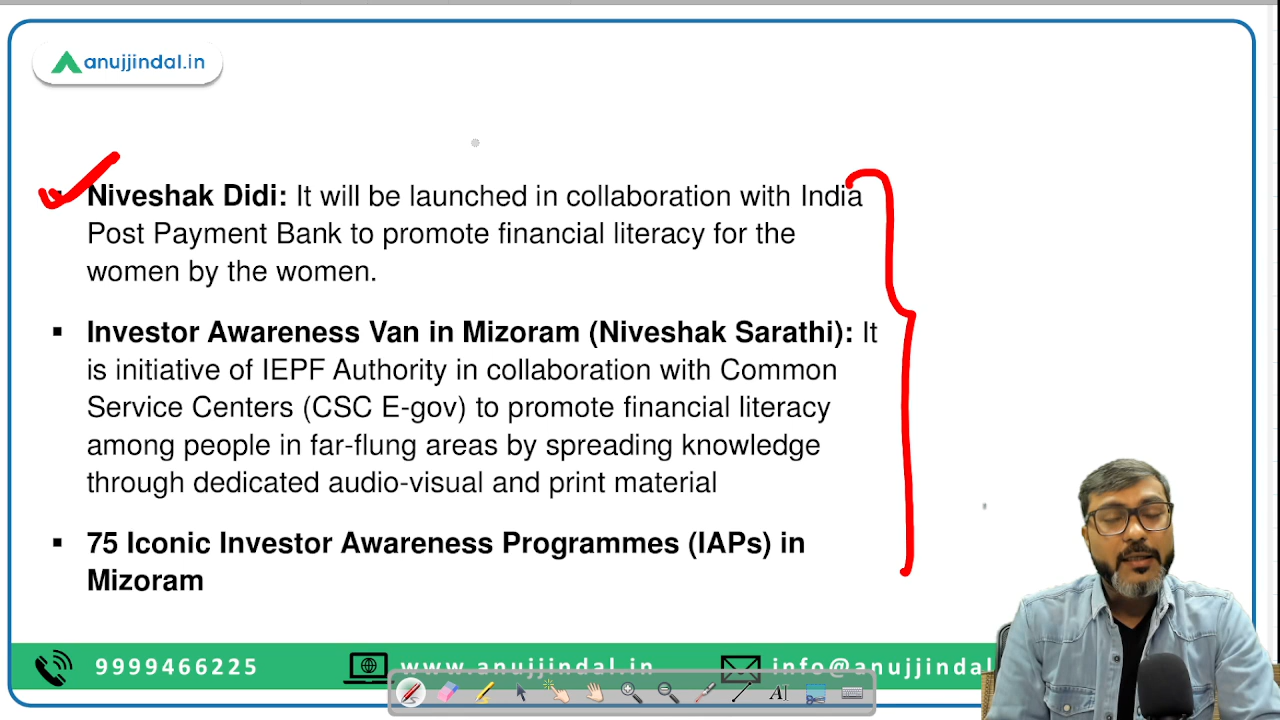 anujjindal.in
▪ Niveshak Didi: It will be launched in collaboration with India
Post Payment Bank to promote financial literacy for the
women by the women.
▪ Investor Awareness Van in Mizoram (Niveshak Sarathi): It
is initiative of IEPF Authority in collaboration with Common
Service Centers (CSC E-gov) to promote financial literacy
among people in far-flung areas by spreading knowledge
through dedicated audio-visual and print material
▪ 75 Iconic Investor Awareness Programmes (IAPs) in
Mizoram
9999466225 www.anujjindal.in info@anujjindal